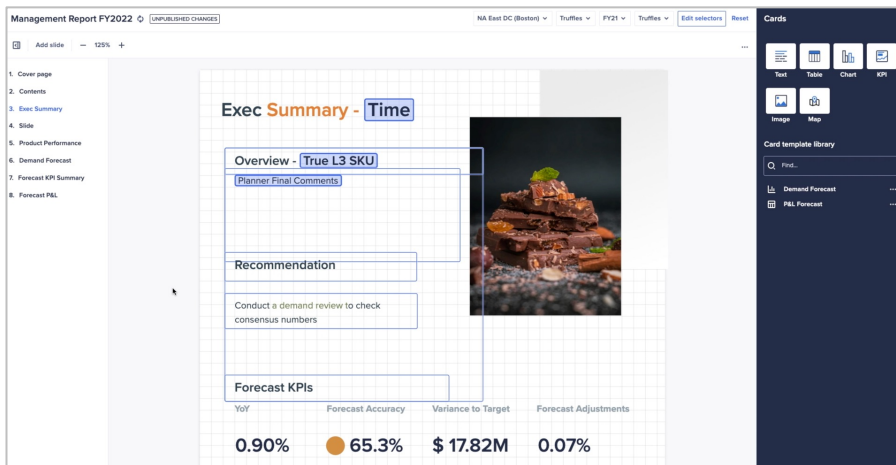 Management Report FY2022 UNPUBLISHED CHANGES
NA East DC (Boston) Truffles FY21 Truffles Edit selectors Reset
Add slide − 125% + ...
1. Cover page
2. Contents
3. Exec Summary
4. Slide
5. Product Performance
6. Demand Forecast
7. Forecast KPI Summary
8. Forecast P&L
Exec Summary - Time
Overview - True L3 SKU
Planner Final Comments
Recommendation
Conduct a demand review to check
consensus numbers
Forecast KPIs
YoY Forecast Accuracy Variance to Target Forecast Adjustments
0.90% 65.3% $ 17.82M 0.07%
Cards
Text Table Chart KPI
Image Map
Card template library
Find...
Demand Forecast ...
P&L Forecast ...